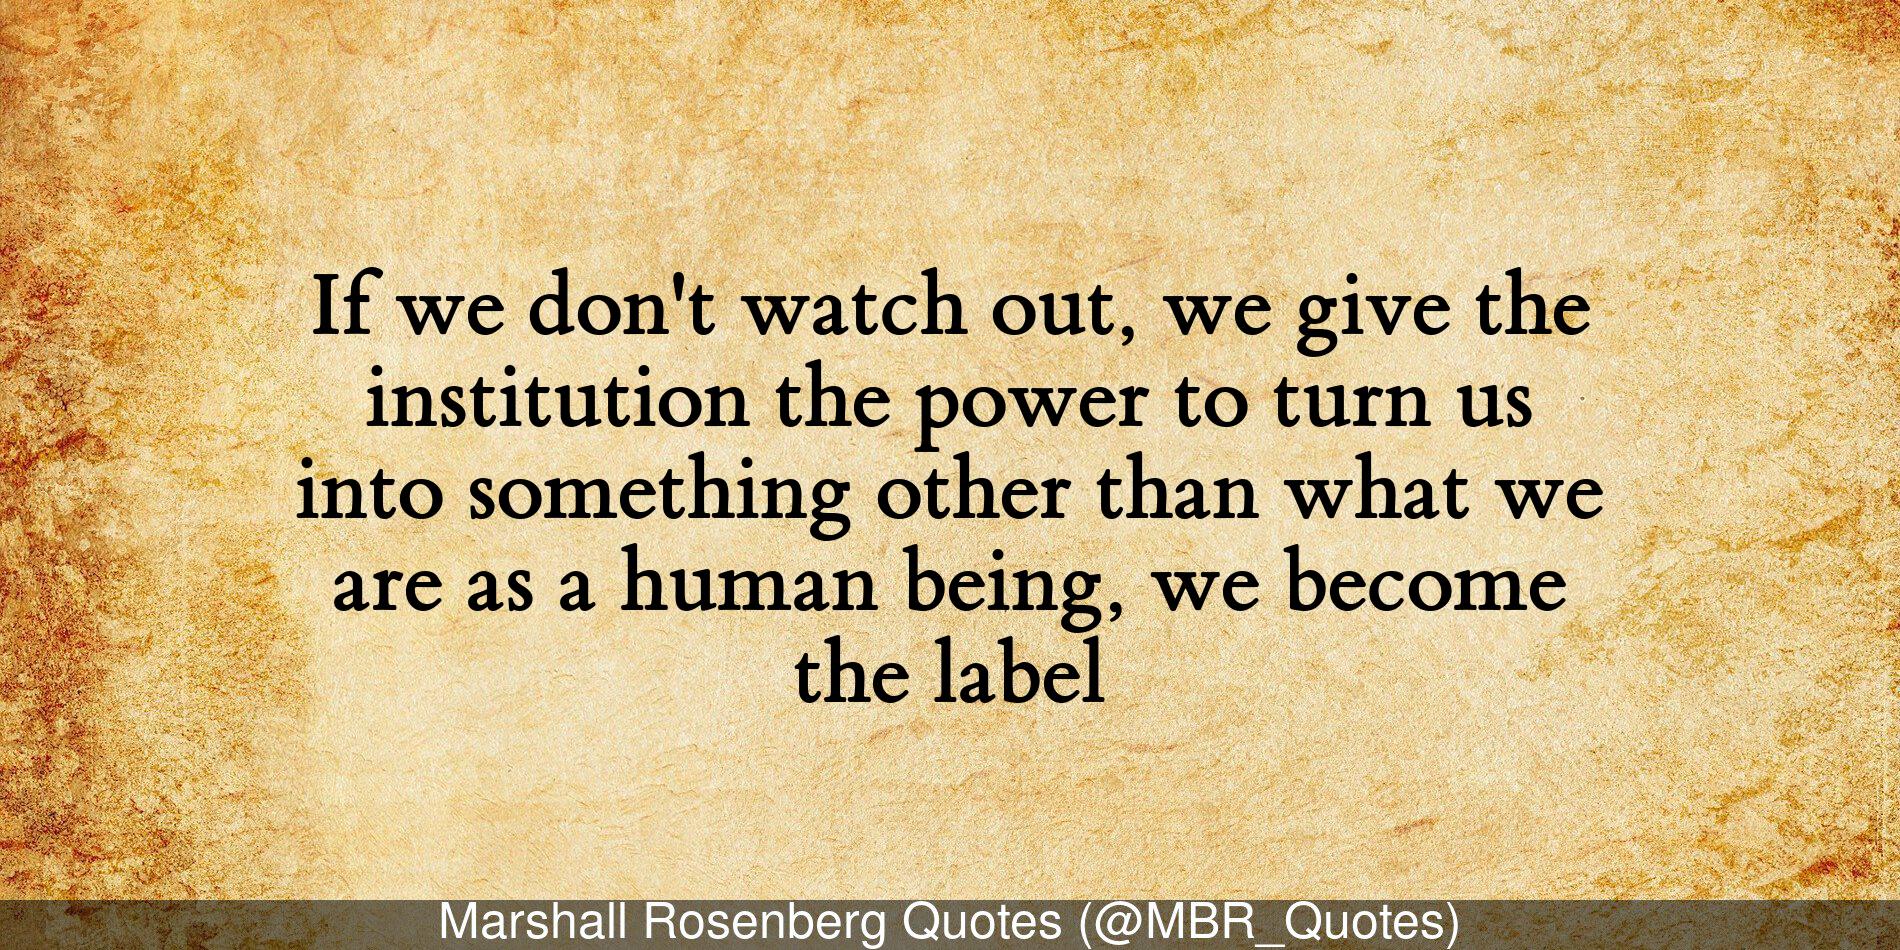 If we don't watch out, we give the
institution the power to turn us
into something other than what we
are as a human being, we become
the label
Marshall Rosenberg Quotes (@MBR_Quotes)